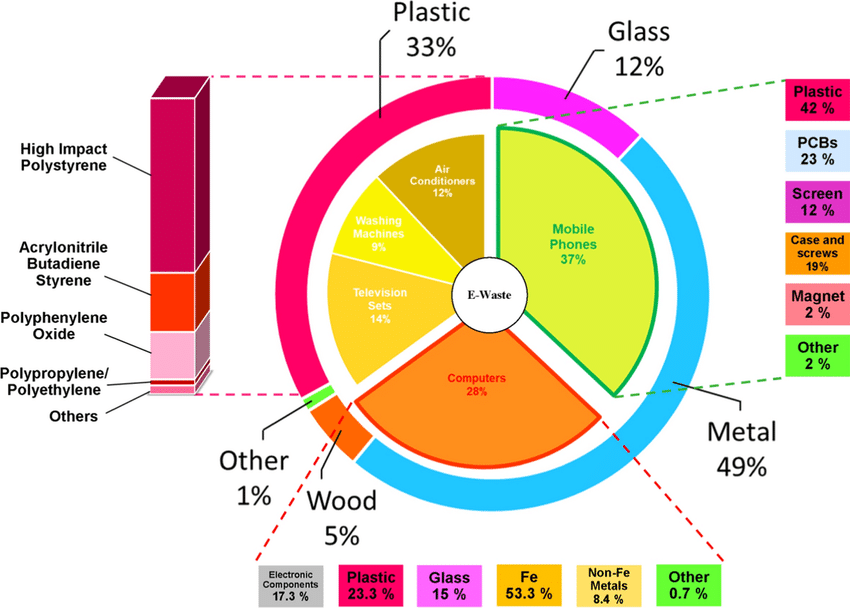 Plastic
33%
Glass
12%
High Impact
Polystyrene
Acrylonitrile
Butadiene
Styrene
Polyphenylene
Oxide
Polypropylene/
Polyethylene
Others
Air
Conditioners
12%
Washing
Machines
9%
Television
Sets
14%
E-Waste
Mobile
Phones
37%
Computers
28%
Plastic
42 %
PCBs
23 %
Screen
12 %
Case and
screws
19%
Magnet
2 %
Other
2 %
Metal
49%
Other
1%
Wood
5%
Electronic
Components
17.3 %
Plastic
23.3 %
Glass
15 %
Fe
53.3 %
Non-Fe
Metals
8.4 %
Other
0.7 %